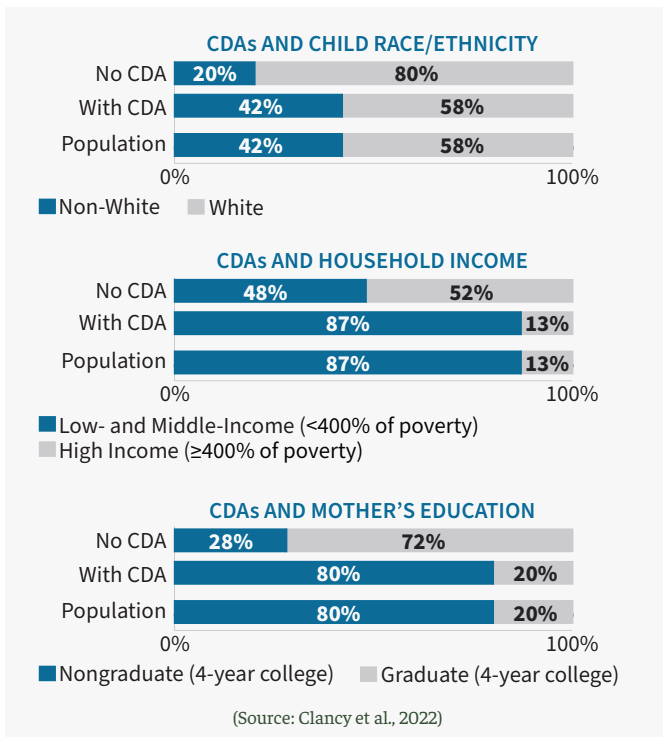 CDAs AND CHILD RACE/ETHNICITY
No CDA 20% 80%
With CDA 42% 58%
Population 42% 58%
0% 100%
Non-White White
CDAs AND HOUSEHOLD INCOME
No CDA 48% 52%
With CDA 87% 13%
Population 87% 13%
0% 100%
Low- and Middle-Income (<400% of poverty)
High Income (≥400% of poverty)
CDAs AND MOTHER’S EDUCATION
No CDA 28% 72%
With CDA 80% 20%
Population 80% 20%
0% 100%
Nongraduate (4-year college) Graduate (4-year college)
(Source: Clancy et al., 2022)